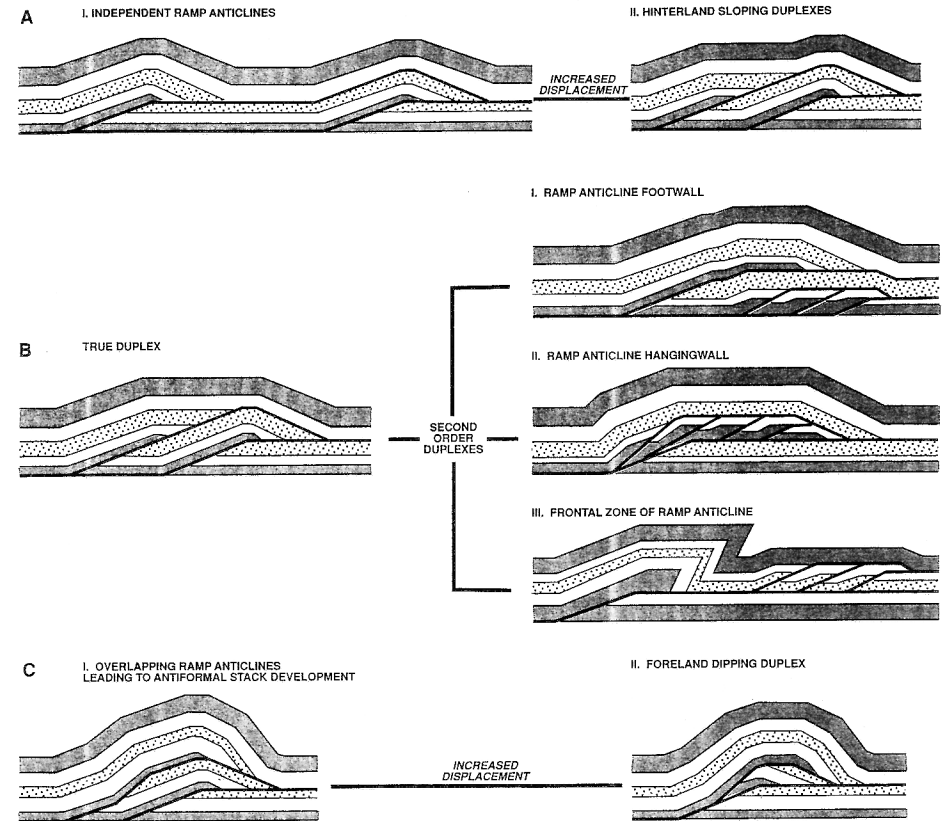 A
I. INDEPENDENT RAMP ANTICLINES
II. HINTERLAND SLOPING DUPLEXES
INCREASED
DISPLACEMENT
I. RAMP ANTICLINE FOOTWALL
B
TRUE DUPLEX
II. RAMP ANTICLINE HANGINGWALL
SECOND
ORDER
DUPLEXES
III. FRONTAL ZONE OF RAMP ANTICLINE
C
I. OVERLAPPING RAMP ANTICLINES
LEADING TO ANTIFORMAL STACK DEVELOPMENT
II. FORELAND DIPPING DUPLEX
INCREASED
DISPLACEMENT